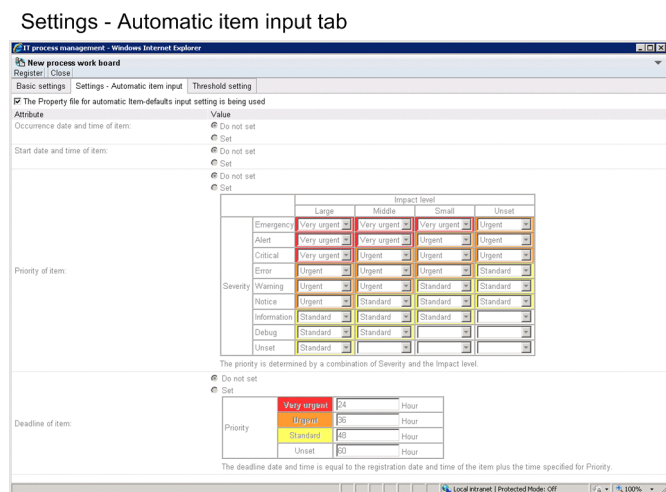 Settings - Automatic item input tab
IT process management - Windows Internet Explorer
New process work board
Register Close
Basic settings Settings - Automatic item input Threshold setting
The Property file for automatic Item-defaults input setting is being used
Attribute Value
Occurrence date and time of item: Do not set
Set
Start date and time of item: Do not set
Set
Do not set
Set
Impact level
Large Middle Small Unset
Emergency Very urgent Very urgent Very urgent Urgent
Alert Very urgent Very urgent Urgent Urgent
Critical Very urgent Urgent Urgent Urgent
Priority of item: Error Urgent Urgent Urgent Standard
Severity Warning Urgent Urgent Standard Standard
Notice Urgent Standard Standard Standard
Information Standard Standard Standard
Debug Standard Standard
Unset Standard
The priority is determined by a combination of Severity and the Impact level.
Do not set
Set
Very urgent 24 Hour
Deadline of item: Priority Urgent 36 Hour
Standard 48 Hour
Unset 60 Hour
The deadline date and time is equal to the registration date and time of the item plus the time specified for Priority.
Local intranet | Protected Mode: Off 100%